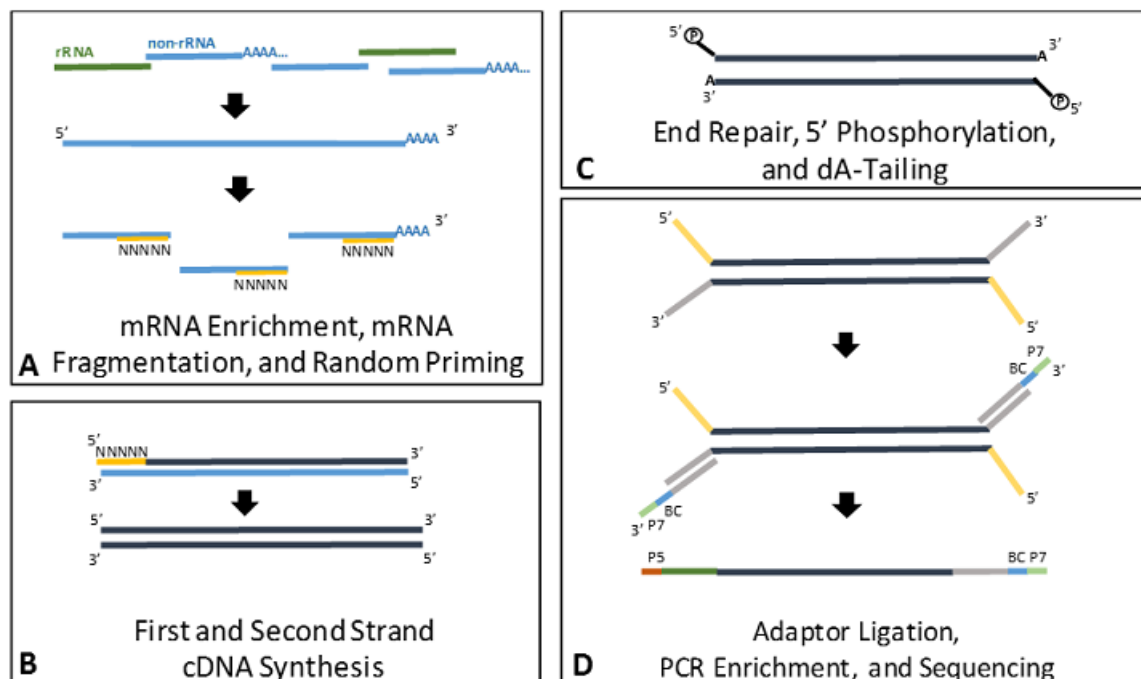 rRNA
non-rRNA
AAAA...
AAAA...
5’
AAAA
3’
AAAA
3’
NNNNN
NNNNN
NNNNN
mRNA Enrichment, mRNA
A Fragmentation, and Random Priming
5’
NNNNN
3’
3’
5’
5’
3’
3’
5’
First and Second Strand
B cDNA Synthesis
5’
P
3’
A
A
3’
P
5’
End Repair, 5’ Phosphorylation,
C and dA-Tailing
5’
3’
3’
5’
P7
BC
3’
5’
BC
P7
3’
5’
P5
BC P7
Adaptor Ligation,
D PCR Enrichment, and Sequencing